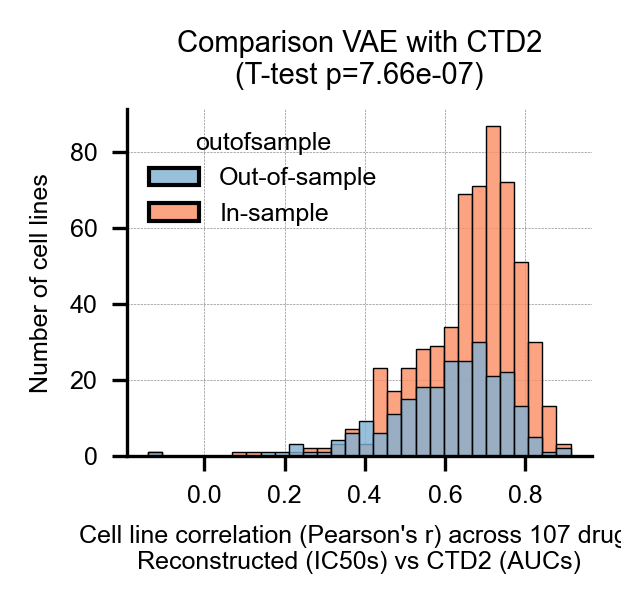 Comparison VAE with CTD2
(T-test p=7.66e-07)
outofsample
Out-of-sample
In-sample
Number of cell lines
80
60
40
20
0
0.0 0.2 0.4 0.6 0.8
Cell line correlation (Pearson's r) across 107 drug
Reconstructed (IC50s) vs CTD2 (AUCs)